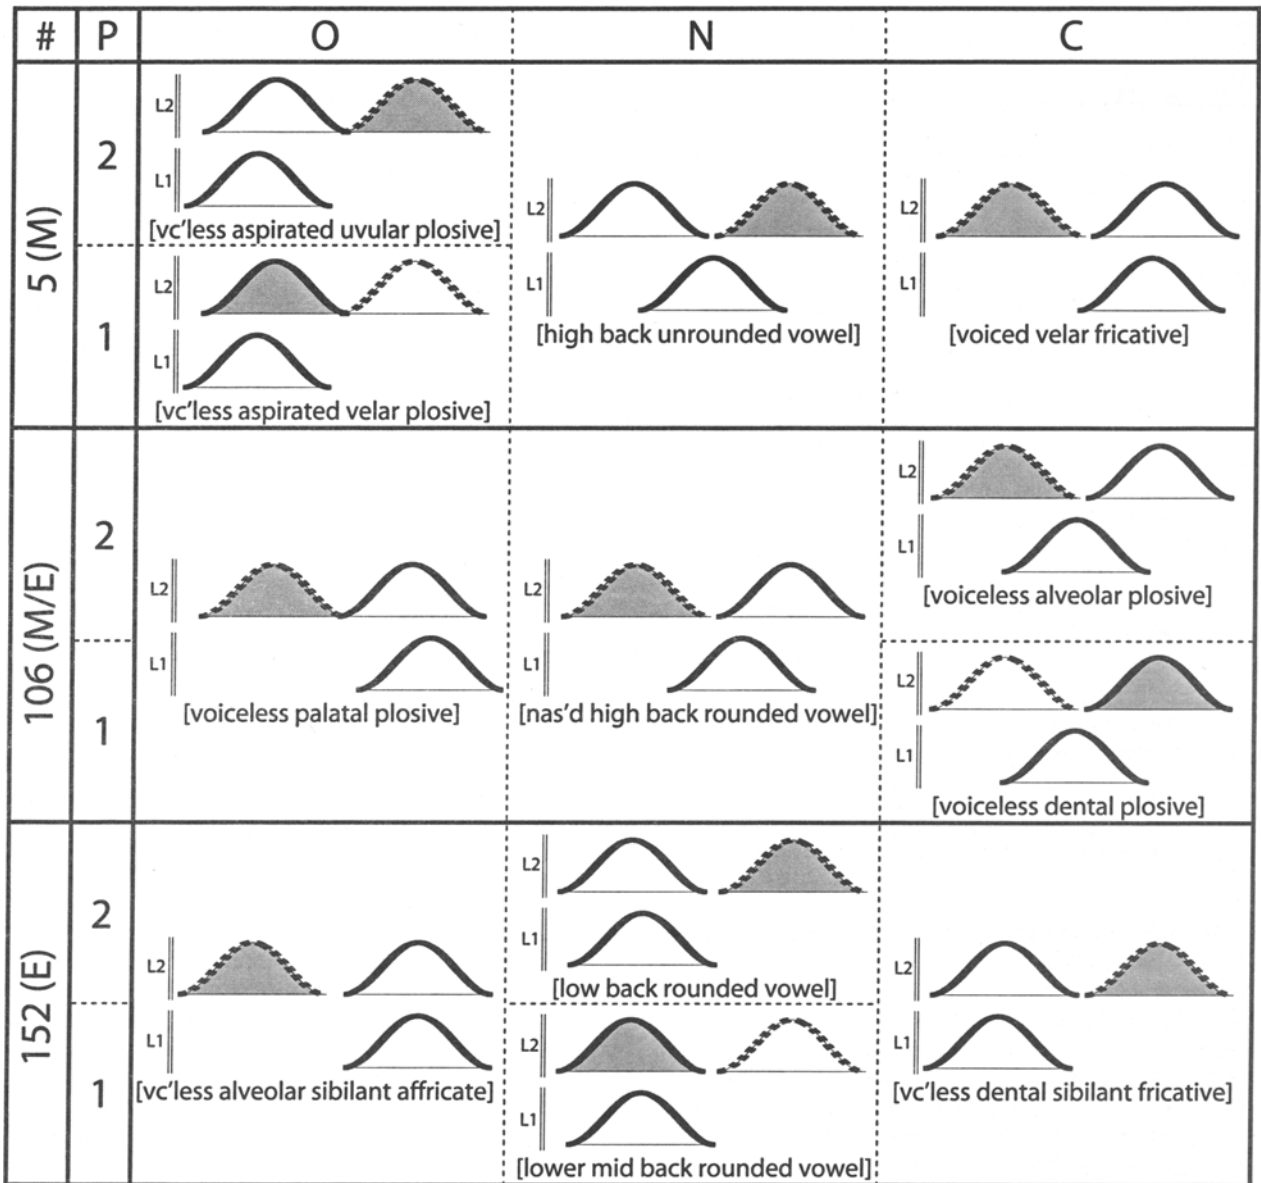 # P O N C
5 (M)
2
L2
L1
[vc'less aspirated uvular plosive]
1
L2
L1
[vc'less aspirated velar plosive]
L2
L1
[high back unrounded vowel]
L2
L1
[voiced velar fricative]
106 (M/E)
2
1
L2
L1
[voiceless palatal plosive]
L2
L1
[nas'd high back rounded vowel]
L2
L1
[voiceless alveolar plosive]
L2
L1
[voiceless dental plosive]
152 (E)
2
1
L2
L1
[vc'less alveolar sibilant affricate]
L2
L1
[low back rounded vowel]
L2
L1
[lower mid back rounded vowel]
L2
L1
[vc'less dental sibilant fricative]